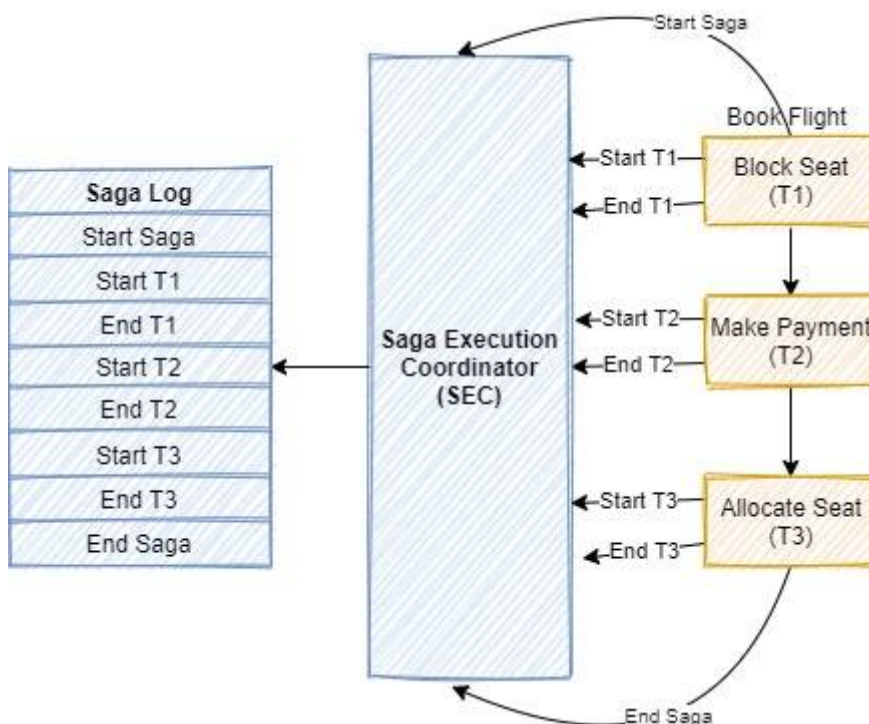 Start Saga
Book Flight
Saga Log
Start Saga
Start T1
End T1
Start T2
End T2
Start T3
End T3
End Saga
Saga Execution
Coordinator
(SEC)
Start T1
End T1
Start T2
End T2
Start T3
End T3
Block Seat
(T1)
Make Payment
(T2)
Allocate Seat
(T3)
End Saga